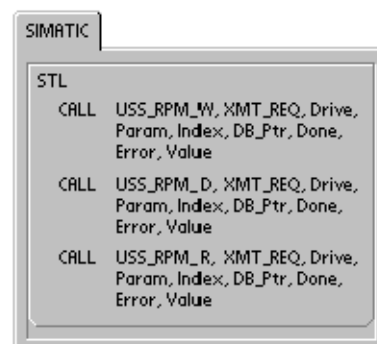 SIMATIC
STL
CALL USS_RPM_W, XMT_REQ, Drive,
Param, Index, DB_Ptr, Done,
Error, Value
CALL USS_RPM_D, XMT_REQ, Drive,
Param, Index, DB_Ptr, Done,
Error, Value
CALL USS_RPM_R, XMT_REQ, Drive,
Param, Index, DB_Ptr, Done,
Error, Value